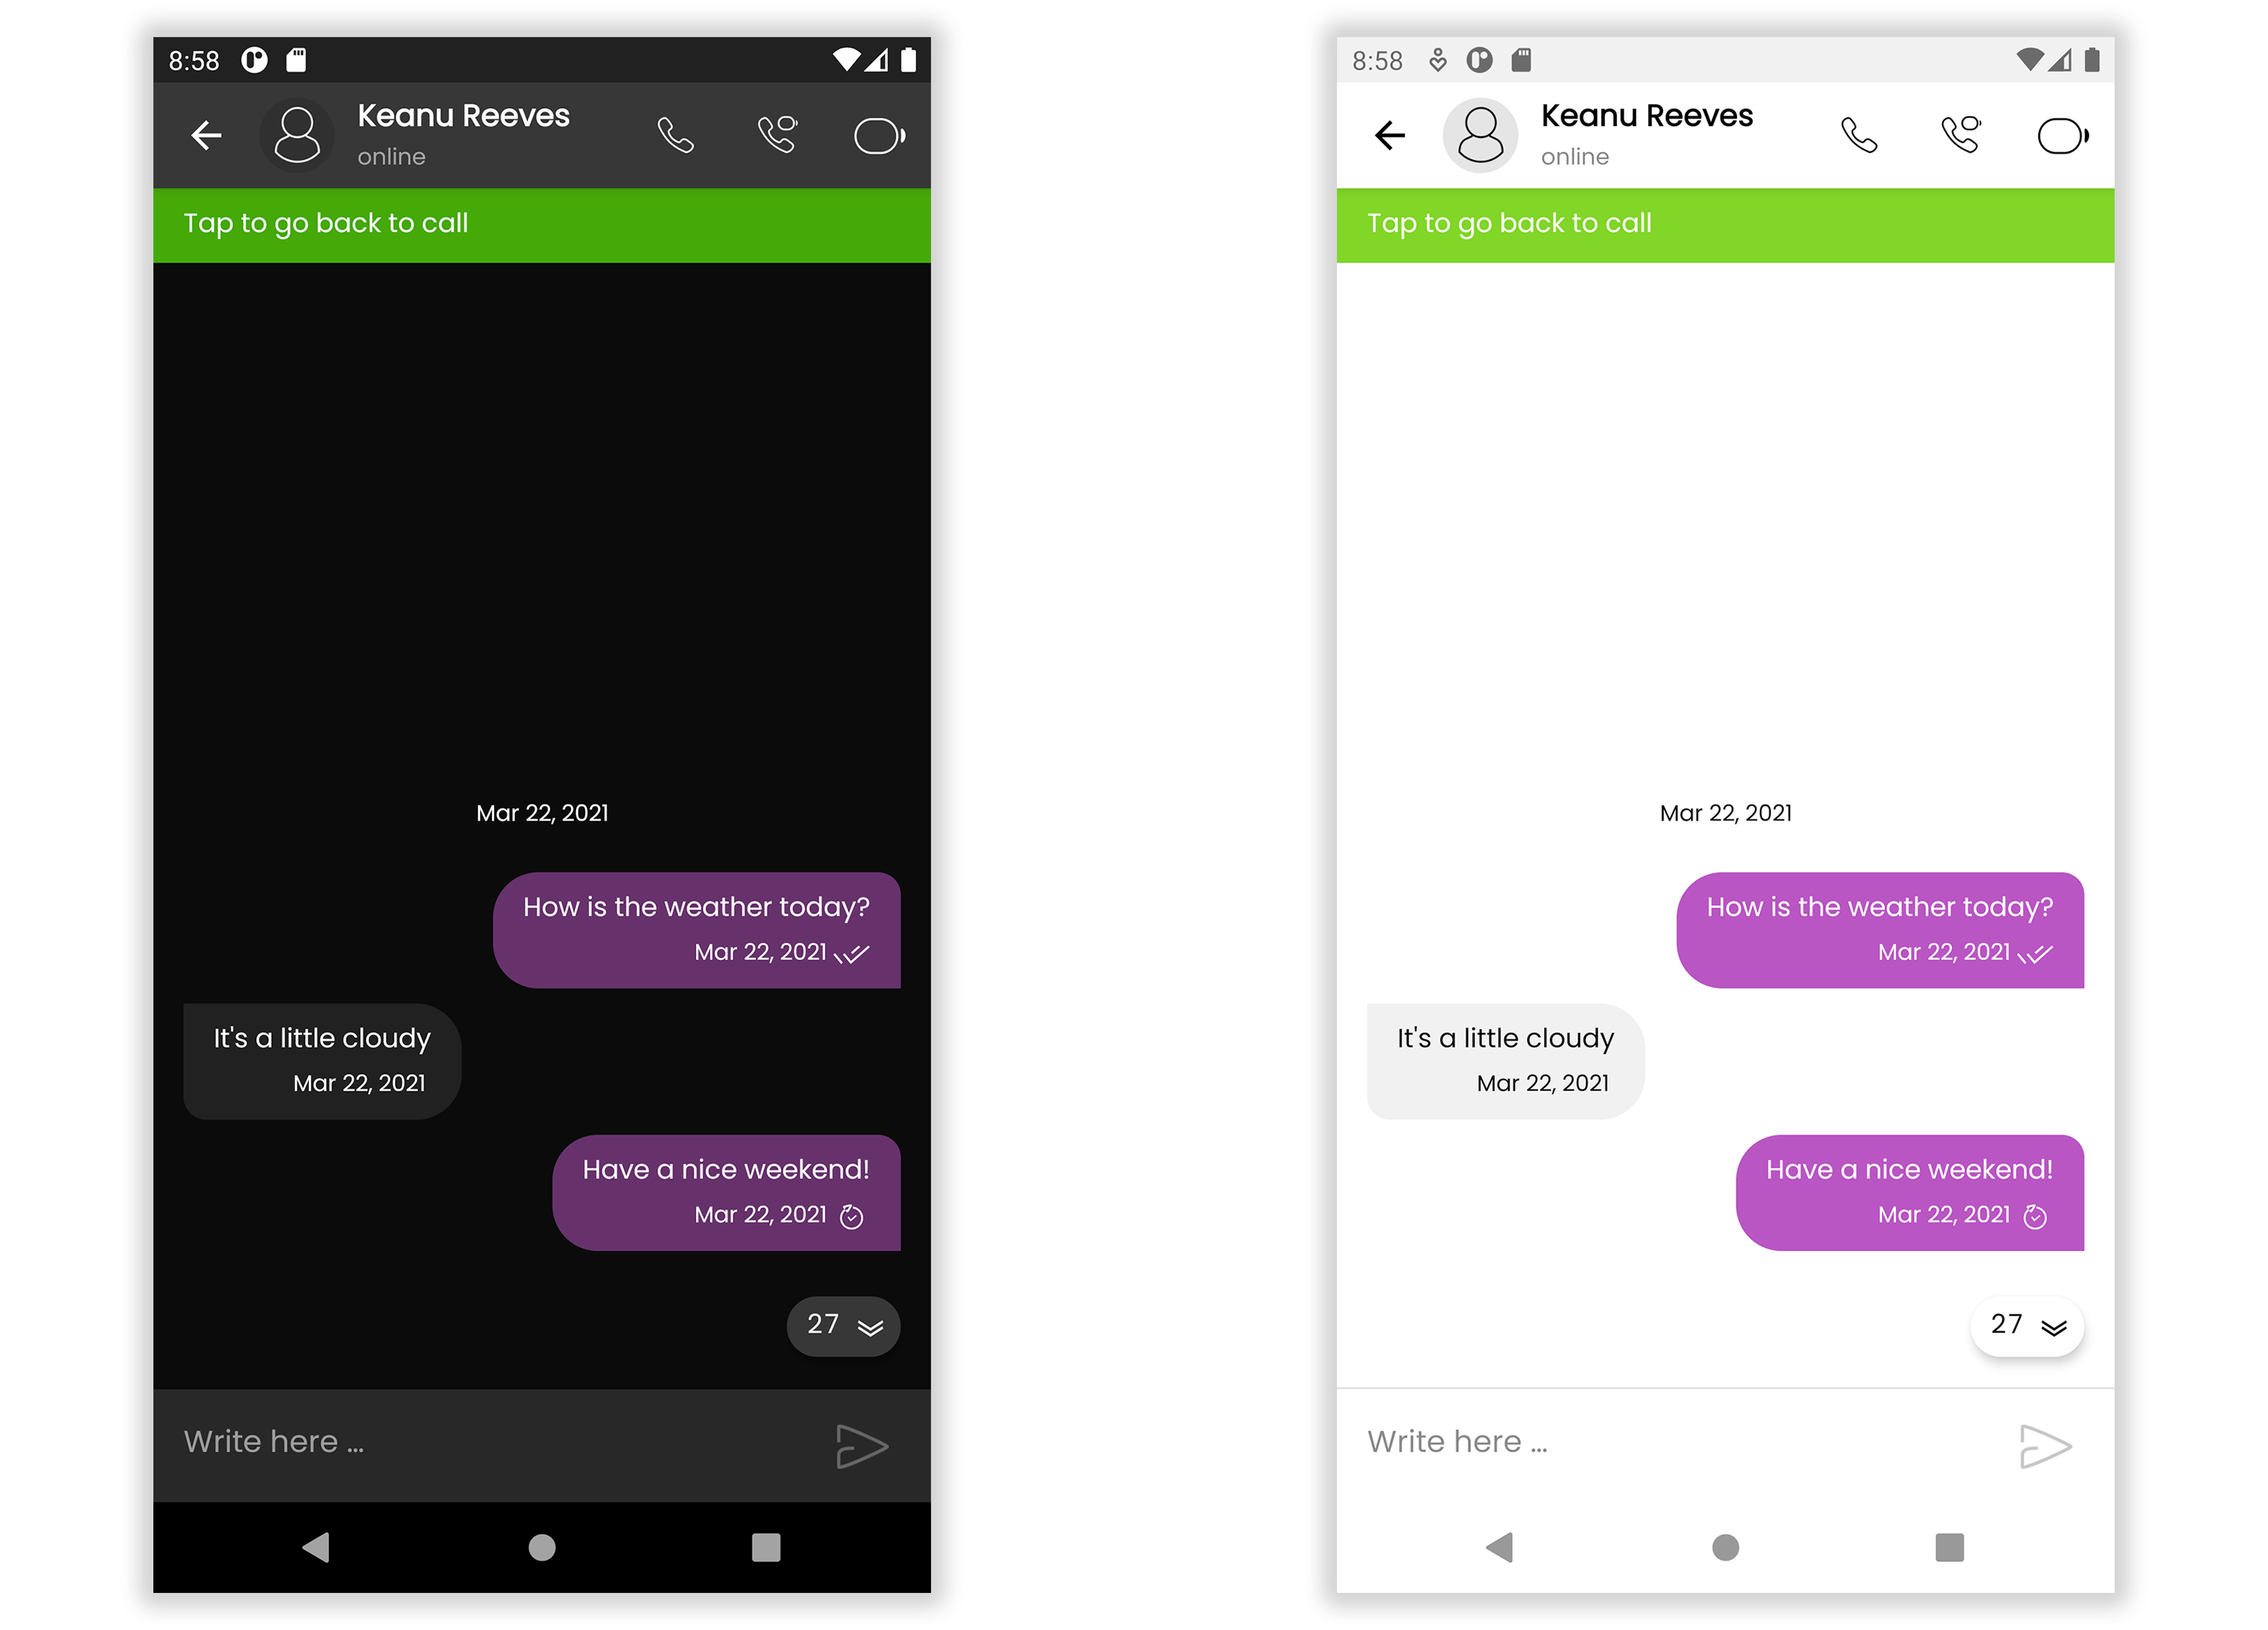 8:58
Keanu Reeves
online
Tap to go back to call
Mar 22, 2021
How is the weather today?
Mar 22, 2021
It's a little cloudy
Mar 22, 2021
Have a nice weekend!
Mar 22, 2021
27
Write here ...
8:58
Keanu Reeves
online
Tap to go back to call
Mar 22, 2021
How is the weather today?
Mar 22, 2021
It's a little cloudy
Mar 22, 2021
Have a nice weekend!
Mar 22, 2021
27
Write here ...